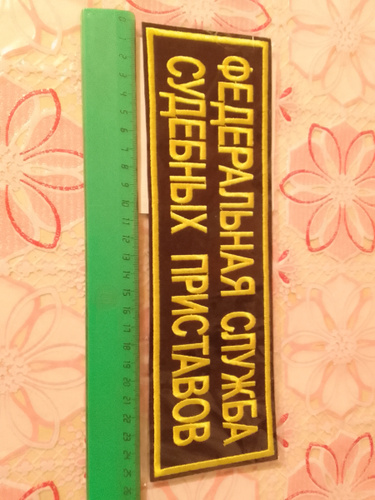 ФЕДЕРАЛЬНАЯ СЛУЖБА
СУДЕБНЫХ ПРИСТАВОВ